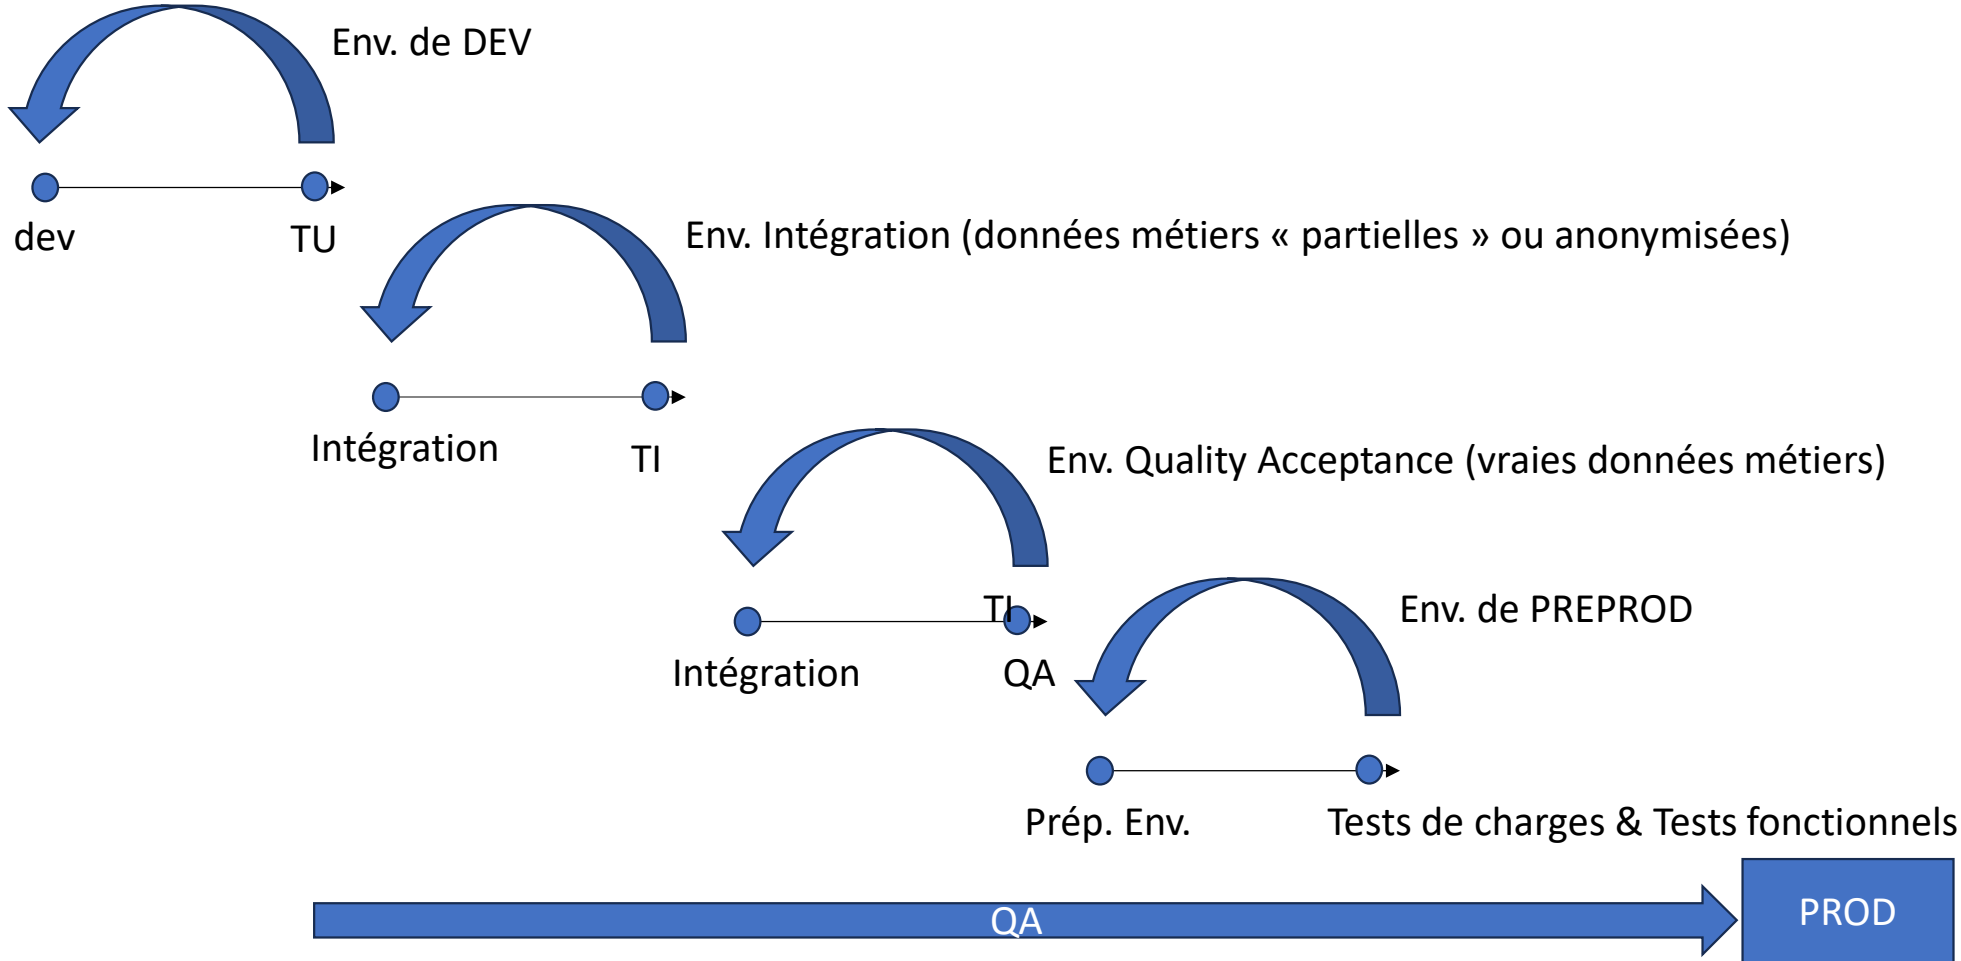 Env. de DEV
dev
TU
Env. Intégration (données métiers « partielles » ou anonymisées)
Intégration
TI
Env. Quality Acceptance (vraies données métiers)
TI
Env. de PREPROD
Intégration
QA
Prép. Env.
Tests de charges & Tests fonctionnels
QA
PROD